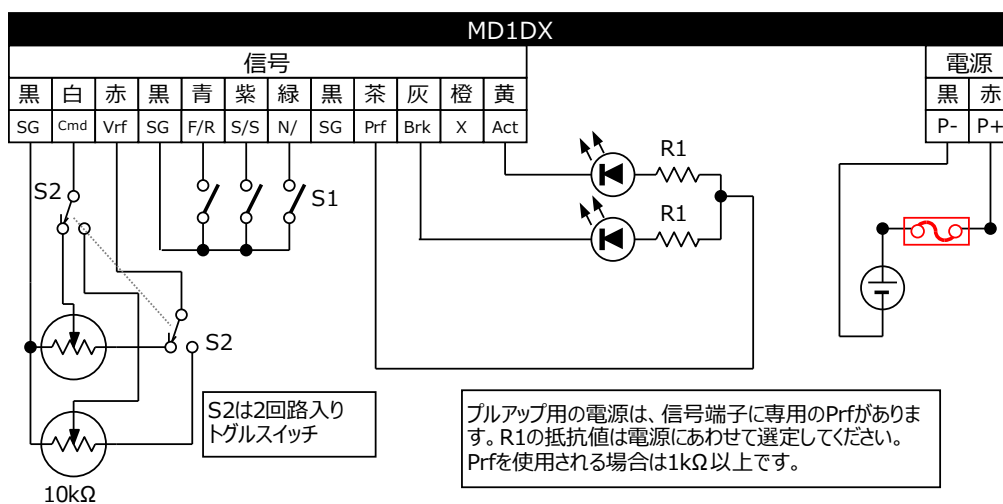 MD1DX
信号
電源
黒 白 赤 黒 青 紫 緑 黒 茶 灰 橙 黄
黒 赤
SG Cmd Vrf SG F/R S/S N/ SG Prf Brk X Act
P- P+
R1
S2
S1
R1
S2
S2は2回路入り
トグルスイッチ
プルアップ用の電源は、信号端子に専用のPrfがありま
す。R1の抵抗値は電源にあわせて選定してください。
Prfを使用される場合は1kΩ以上です。
10kΩ